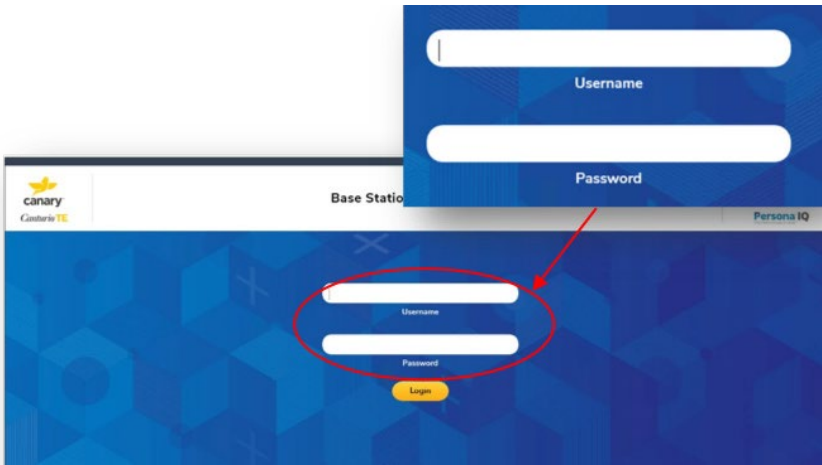 Username
Password
canary
Canturio TE
Base Statio
Persona IQ
Username
Password
Login